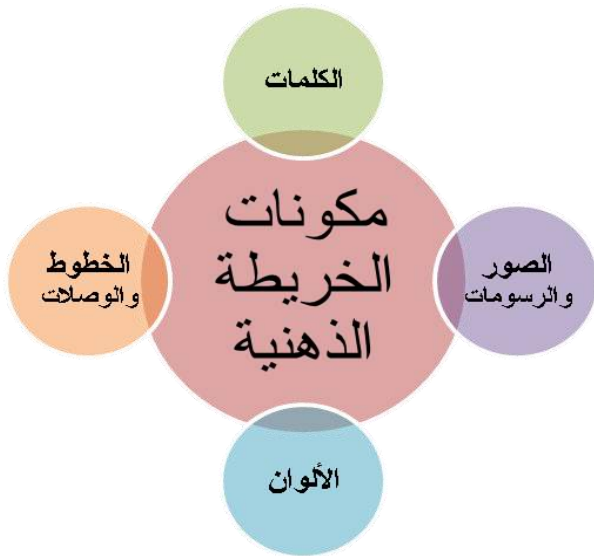 الكلمات
مكونات
الخريطة
الذهنية
الصور
والرسومات
الخطوط
والوصلات
الألوان